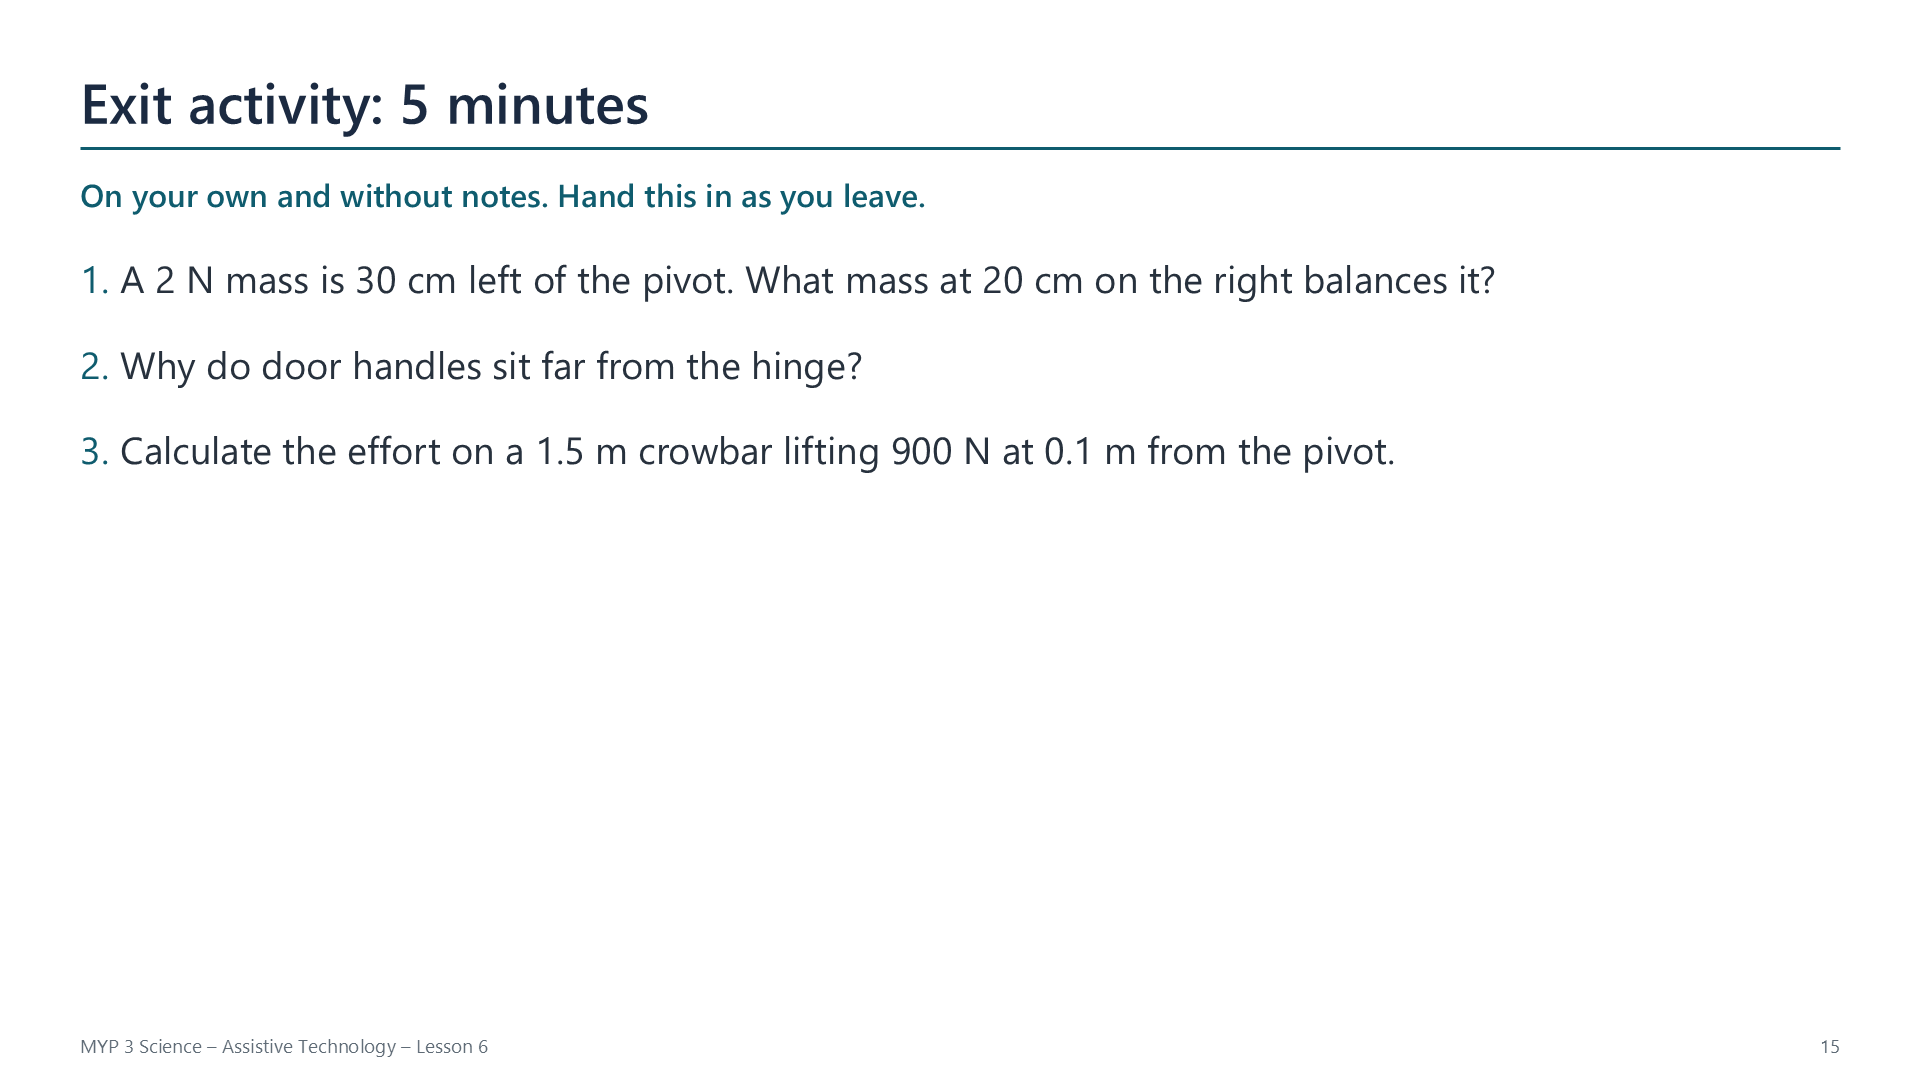 Exit activity: 5 minutes
On your own and without notes. Hand this in as you leave.
1. A 2 N mass is 30 cm left of the pivot. What mass at 20 cm on the right balances it?
2. Why do door handles sit far from the hinge?
3. Calculate the effort on a 1.5 m crowbar lifting 900 N at 0.1 m from the pivot.
MYP 3 Science – Assistive Technology – Lesson 6
15